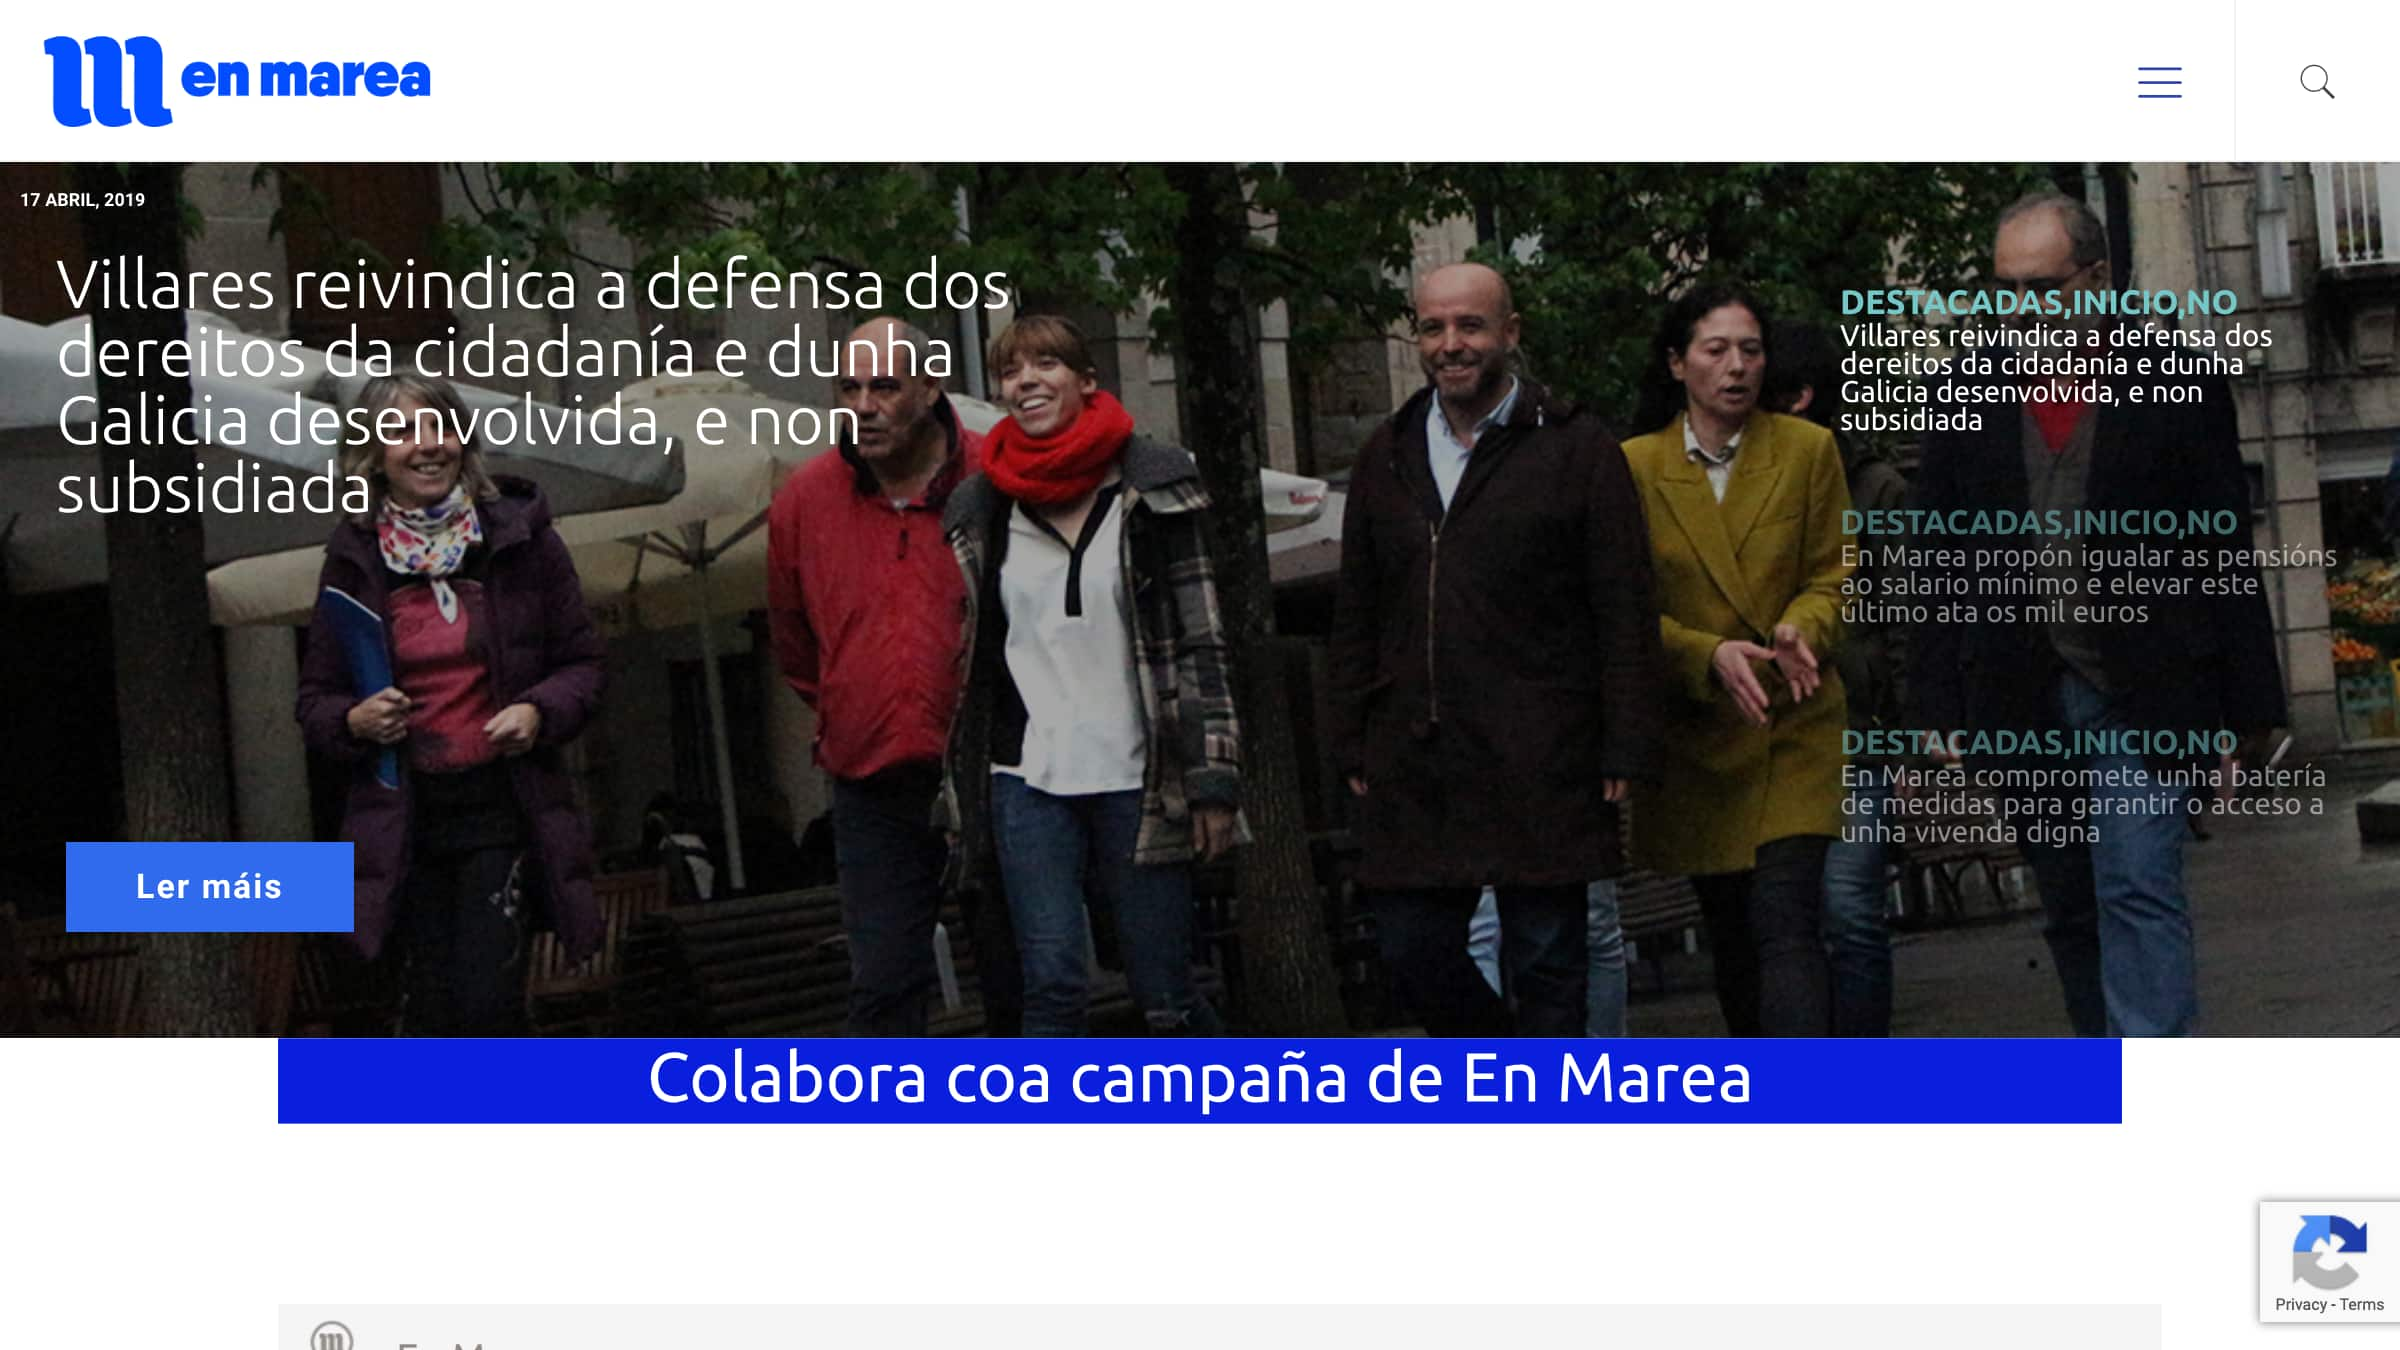 en marea
17 ABRIL, 2019
Villares reivindica a defensa dos
dereitos da cidadanía e dunha
Galicia desenvolvida, e non
subsidiada
Ler máis
DESTACADAS,INICIO,NO
Villares reivindica a defensa dos
dereitos da cidadanía e dunha
Galicia desenvolvida, e non
subsidiada
DESTACADAS,INICIO,NO
En Marea propón igualar as pensións
ao salario mínimo e elevar este
último ata os mil euros
DESTACADAS,INICIO,NO
En Marea compromete unha batería
de medidas para garantir o acceso a
unha vivenda digna
Colabora coa campaña de En Marea
Privacy - Terms